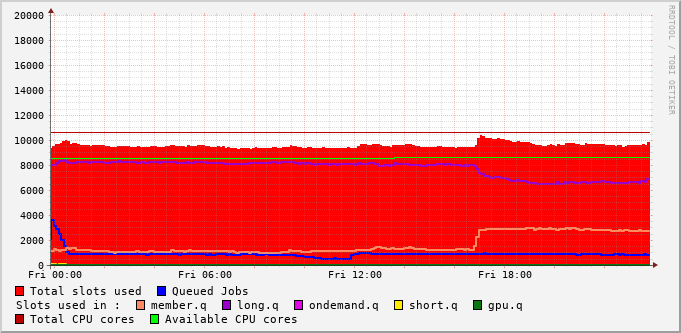 RRDTOOL / TOBI OETIKER
20000
18000
16000
14000
12000
10000
8000
6000
4000
2000
0
Fri 00:00 Fri 06:00 Fri 12:00 Fri 18:00
Total slots used Queued Jobs
Slots used in : member.q long.q ondemand.q short.q gpu.q
Total CPU cores Available CPU cores